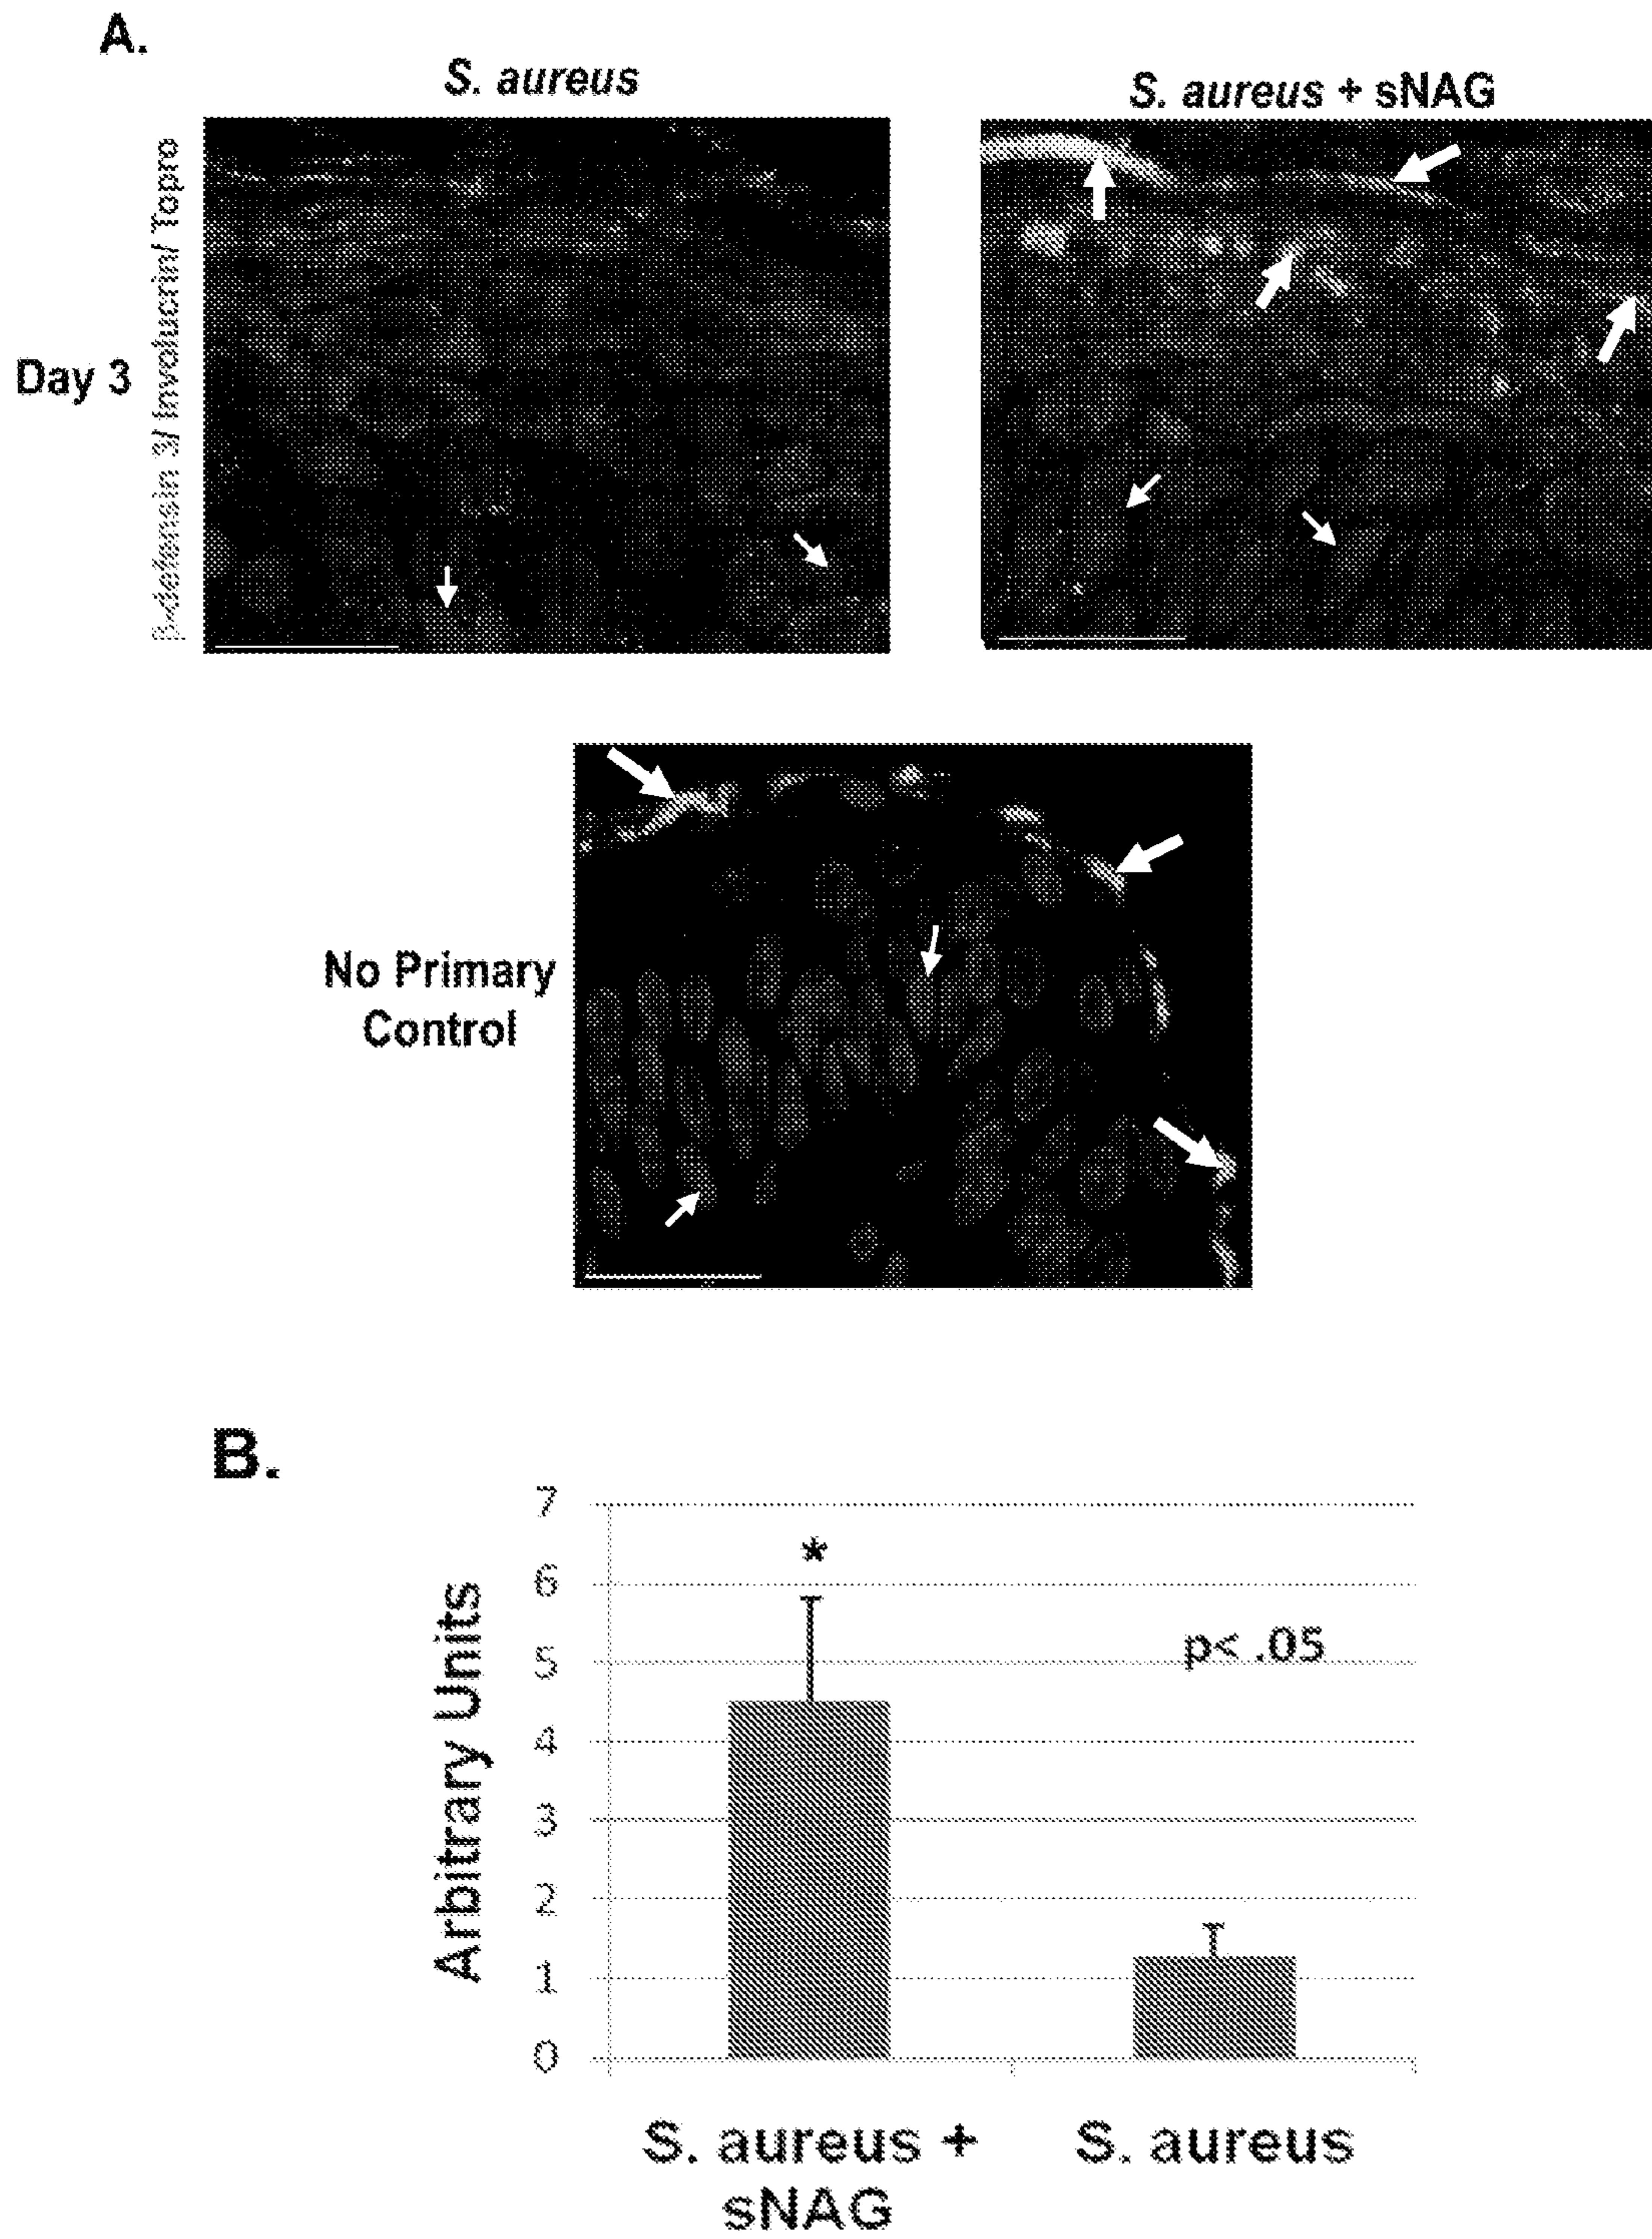 A.
S. aureus
S. aureus + sNAG
β-defensin 3/ Involucrin/ Topro
Day 3
No Primary
Control
B.
7
6
5
4
3
2
1
0
Arbitrary Units
*
p< .05
S. aureus +
sNAG
S. aureus